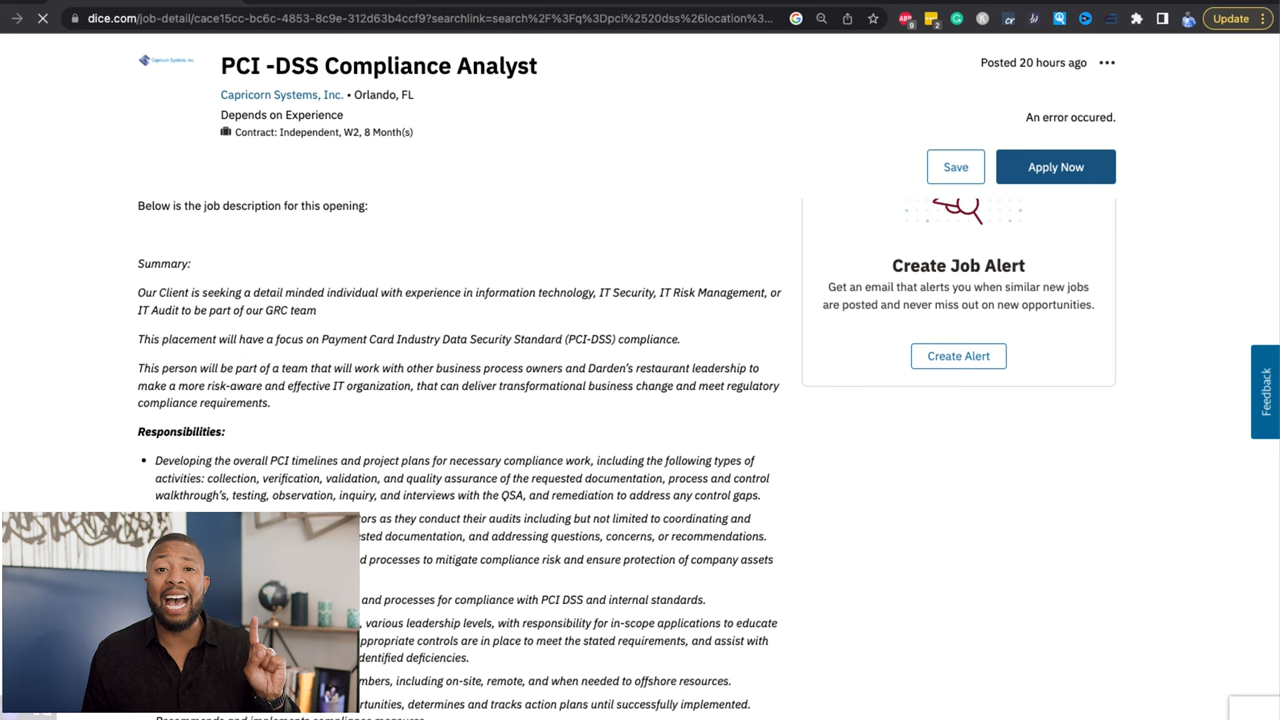 dice.com/job-detail/cace15cc-bc6c-4853-8c9e-312d63b4ccf9?searchlink=search%2F%3Fq%3Dpci%2520dss%26location%3...
Update
9
2
Capricorn Systems, Inc.
PCI -DSS Compliance Analyst
Posted 20 hours ago
Capricorn Systems, Inc. • Orlando, FL
Depends on Experience
An error occured.
Contract: Independent, W2, 8 Month(s)
Save
Apply Now
Below is the job description for this opening:
Summary:
Our Client is seeking a detail minded individual with experience in information technology, IT Security, IT Risk Management, or
IT Audit to be part of our GRC team
This placement will have a focus on Payment Card Industry Data Security Standard (PCI-DSS) compliance.
This person will be part of a team that will work with other business process owners and Darden's restaurant leadership to
make a more risk-aware and effective IT organization, that can deliver transformational business change and meet regulatory
compliance requirements.
Responsibilities:
• Developing the overall PCI timelines and project plans for necessary compliance work, including the following types of
activities: collection, verification, validation, and quality assurance of the requested documentation, process and control
walkthrough's, testing, observation, inquiry, and interviews with the QSA, and remediation to address any control gaps.
ors as they conduct their audits including but not limited to coordinating and
sted documentation, and addressing questions, concerns, or recommendations.
d processes to mitigate compliance risk and ensure protection of company assets
and processes for compliance with PCI DSS and internal standards.
, various leadership levels, with responsibility for in-scope applications to educate
ppropriate controls are in place to meet the stated requirements, and assist with
dentified deficiencies.
mbers, including on-site, remote, and when needed to offshore resources.
rtunities, determines and tracks action plans until successfully implemented.
Recommends and implements compliance measures
Create Job Alert
Get an email that alerts you when similar new jobs
are posted and never miss out on new opportunities.
Create Alert
Feedback